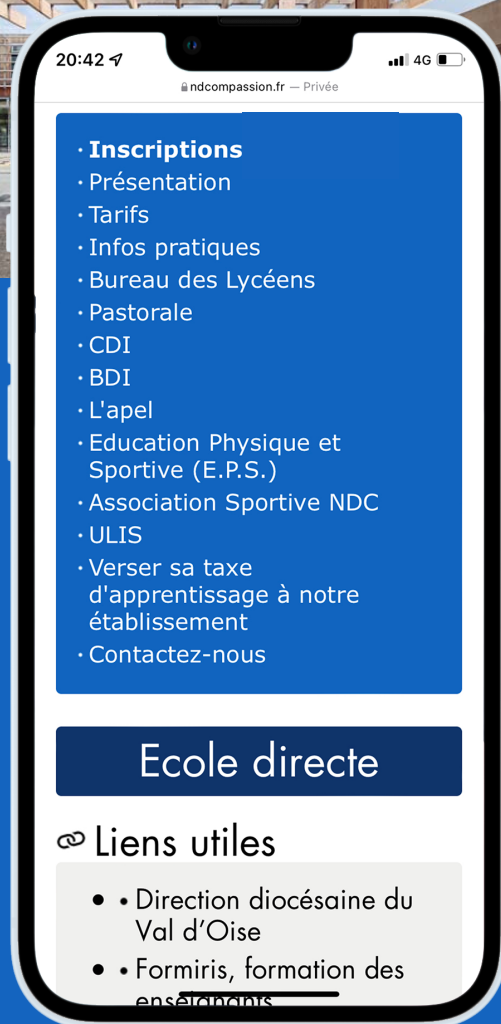 20:42
4G
ndcompassion.fr — Privée
· Inscriptions
· Présentation
· Tarifs
· Infos pratiques
· Bureau des Lycéens
· Pastorale
· CDI
· BDI
· L'apel
· Education Physique et
Sportive (E.P.S.)
· Association Sportive NDC
· ULIS
· Verser sa taxe
d'apprentissage à notre
établissement
· Contactez-nous
Ecole directe
Liens utiles
• • Direction diocésaine du
Val d’Oise
• • Formiris, formation des
enseignants